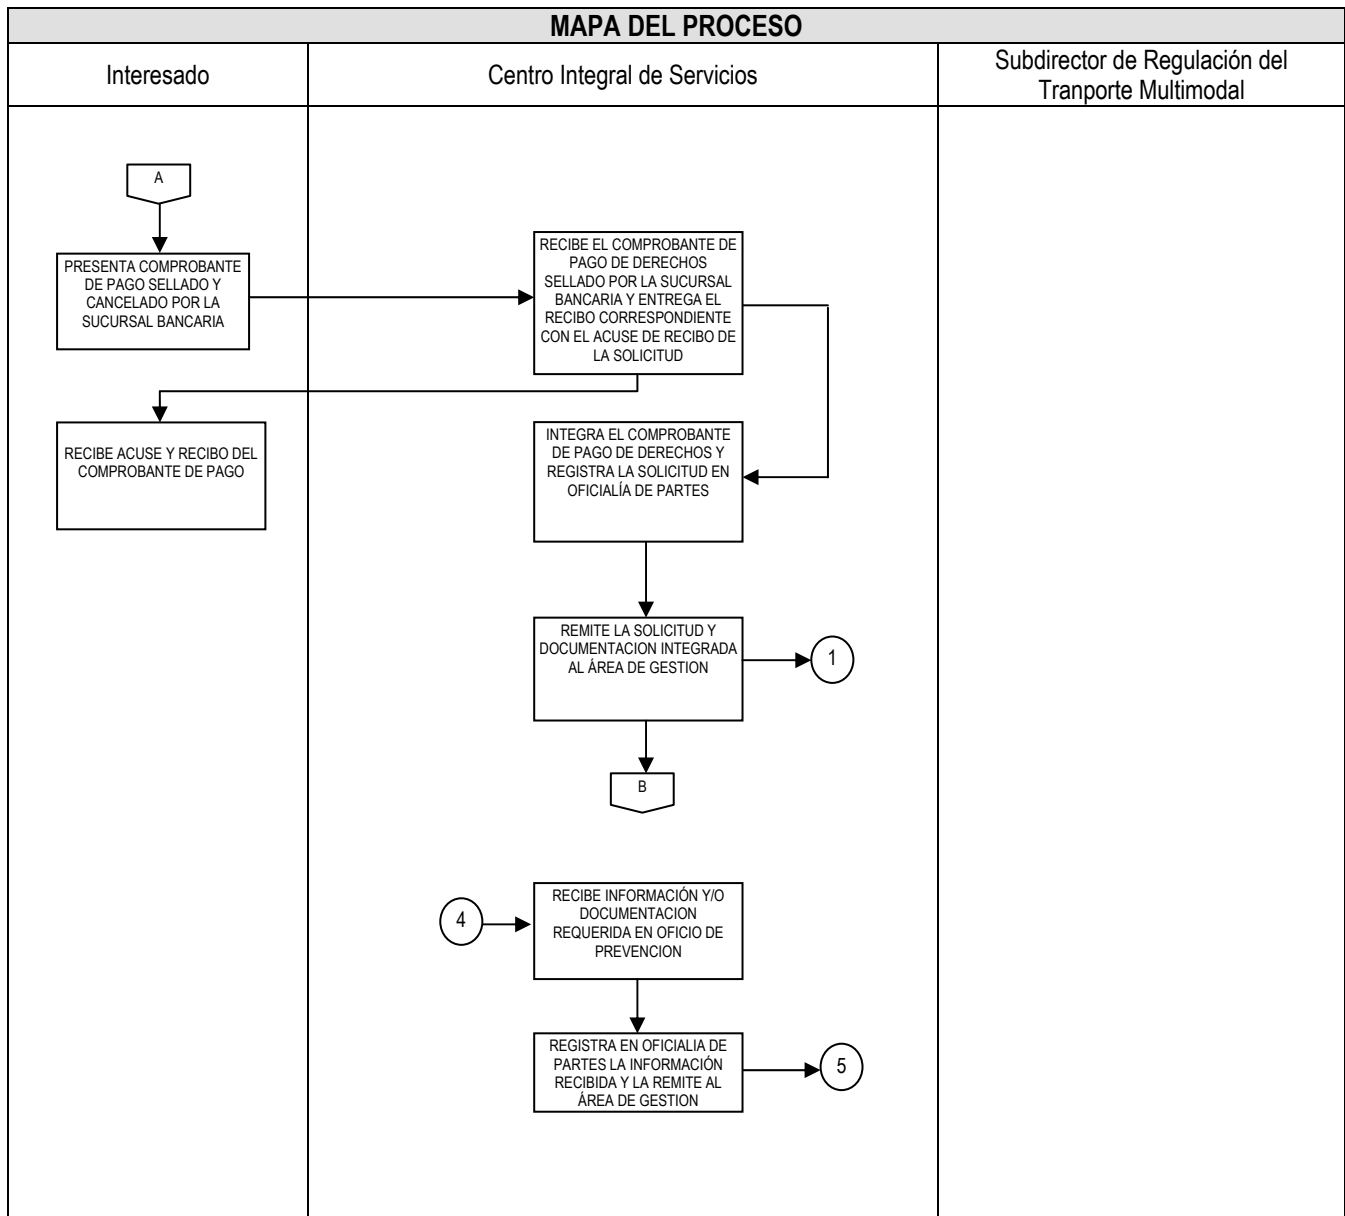 MAPA DEL PROCESO
Interesado
Centro Integral de Servicios
Subdirector de Regulación del
Tranporte Multimodal
A
PRESENTA COMPROBANTE
DE PAGO SELLADO Y
CANCELADO POR LA
SUCURSAL BANCARIA
RECIBE EL COMPROBANTE DE
PAGO DE DERECHOS
SELLADO POR LA SUCURSAL
BANCARIA Y ENTREGA EL
RECIBO CORRESPONDIENTE
CON EL ACUSE DE RECIBO DE
LA SOLICITUD
RECIBE ACUSE Y RECIBO DEL
COMPROBANTE DE PAGO
INTEGRA EL COMPROBANTE
DE PAGO DE DERECHOS Y
REGISTRA LA SOLICITUD EN
OFICIALÍA DE PARTES
REMITE LA SOLICITUD Y
DOCUMENTACION INTEGRADA
AL ÁREA DE GESTION
1
B
4
RECIBE INFORMACIÓN Y/O
DOCUMENTACION
REQUERIDA EN OFICIO DE
PREVENCION
REGISTRA EN OFICIALIA DE
PARTES LA INFORMACIÓN
RECIBIDA Y LA REMITE AL
ÁREA DE GESTION
5